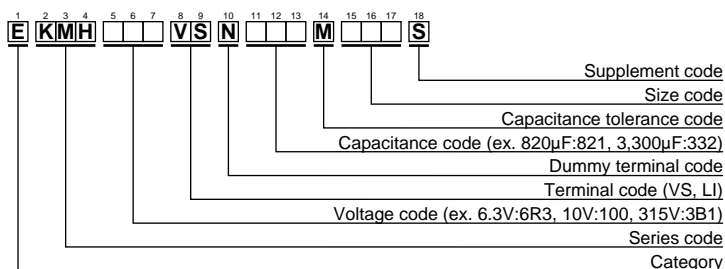 1 2 3 4 5 6 7 8 9 10 11 12 13 14 15 16 17 18
E K M H V S N M S
Supplement code
Size code
Capacitance tolerance code
Capacitance code (ex. 820µF:821, 3,300µF:332)
Dummy terminal code
Terminal code (VS, LI)
Voltage code (ex. 6.3V:6R3, 10V:100, 315V:3B1)
Series code
Category